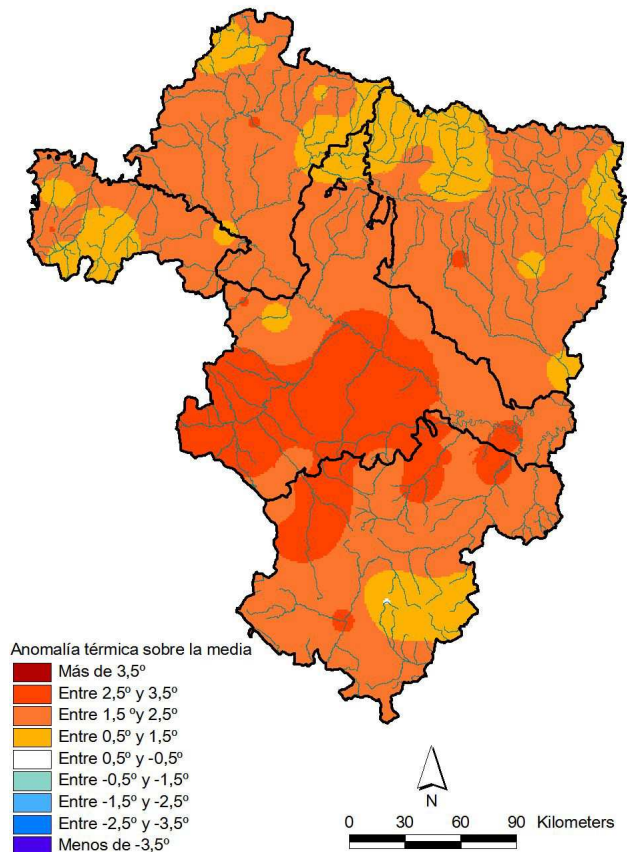 Anomalía térmica sobre la media
Más de 3,5º
Entre 2,5º y 3,5º
Entre 1,5 ºy 2,5º
Entre 0,5º y 1,5º
Entre 0,5º y -0,5º
Entre -0,5º y -1,5º
Entre -1,5º y -2,5º
Entre -2,5º y -3,5º
Menos de -3,5º
N
0 30 60 90 Kilometers